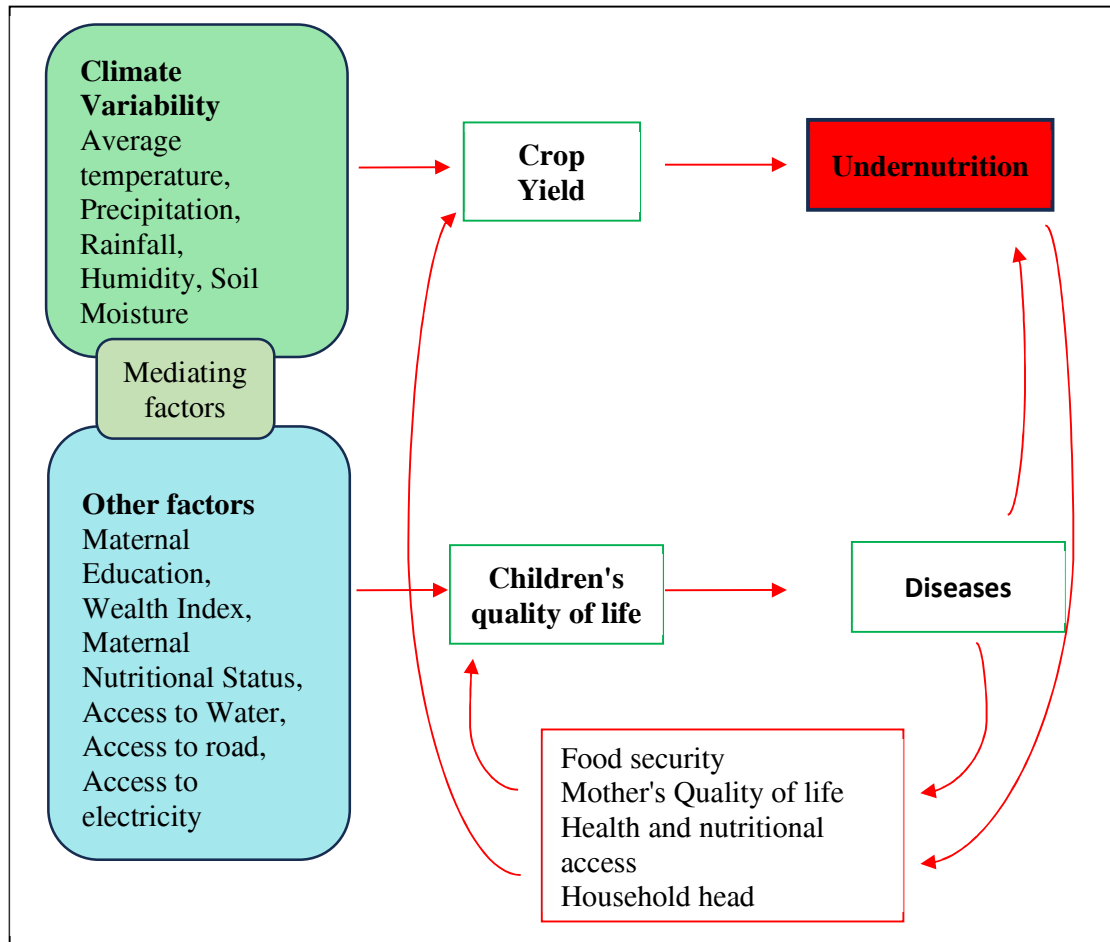 Climate
Variability
Average
temperature,
Precipitation,
Rainfall,
Humidity, Soil
Moisture
Mediating
factors
Other factors
Maternal
Education,
Wealth Index,
Maternal
Nutritional Status,
Access to Water,
Access to road,
Access to
electricity
Crop
Yield
Undernutrition
Children's
quality of life
Diseases
Food security
Mother's Quality of life
Health and nutritional
access
Household head